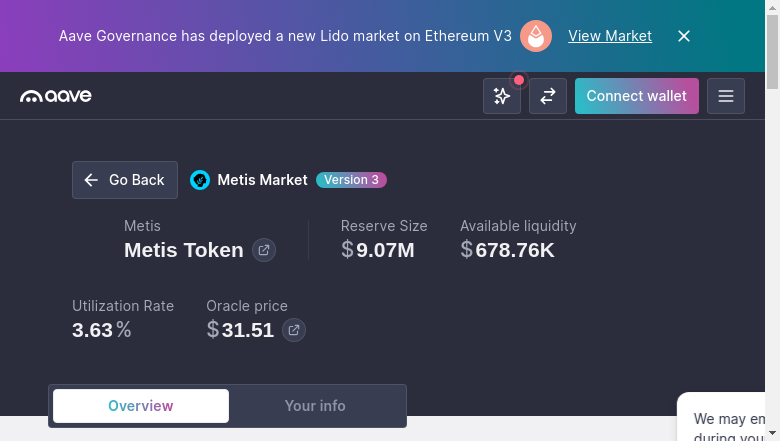 Aave Governance has deployed a new Lido market on Ethereum V3
View Market
aave
Connect wallet
Go Back
Metis Market
Version 3
Metis
Metis Token
Reserve Size
$9.07M
Available liquidity
$678.76K
Utilization Rate
3.63%
Oracle price
$31.51
Overview
Your info
We may em
during you